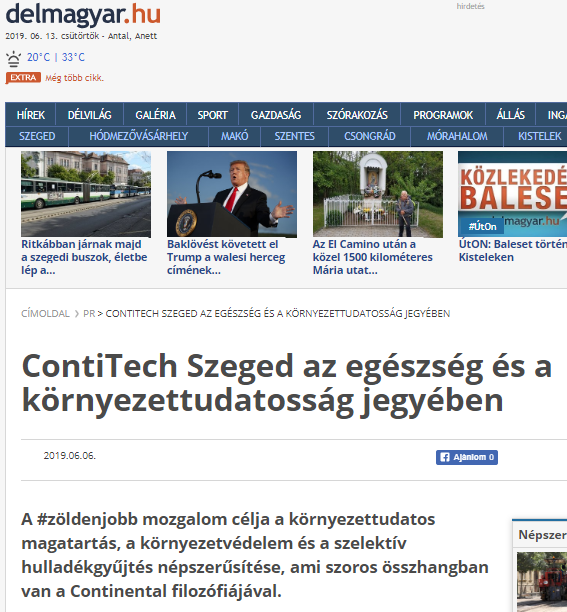 hirdetés
delmagyar.hu
2019. 06. 13. csütörtök - Antal, Anett
20°C | 33°C
EXTRA Még több cikk.
HÍREK DÉLVILÁG GALÉRIA SPORT GAZDASÁG SZÓRAKOZÁS PROGRAMOK ÁLLÁS INGA
SZEGED HÓDMEZŐVÁSÁRHELY MAKÓ SZENTES CSONGRÁD MÓRAHALOM KISTELEK
KÖZLEKEDÉ
BALESE
#ÚtOn delmagyar.hu
Ritkábban járnak majd
a szegedi buszok, életbe
lép a...
Baklövést követett el
Trump a walesi herceg
címének...
Az El Camino után a
közel 1500 kilométeres
Mária utat...
ÚtON: Baleset történ
Kisteleken
CÍMOLDAL > PR > CONTITECH SZEGED AZ EGÉSZSÉG ÉS A KÖRNYEZETTUDATOSSÁG JEGYÉBEN
ContiTech Szeged az egészség és a
környezettudatosság jegyében
2019.06.06.
Ajánlom 0
A #zöldenjobb mozgalom célja a környezettudatos
magatartás, a környezetvédelem és a szelektív
hulladékgyűjtés népszerűsítése, ami szoros összhangban
van a Continental filozófiájával.
Népszer